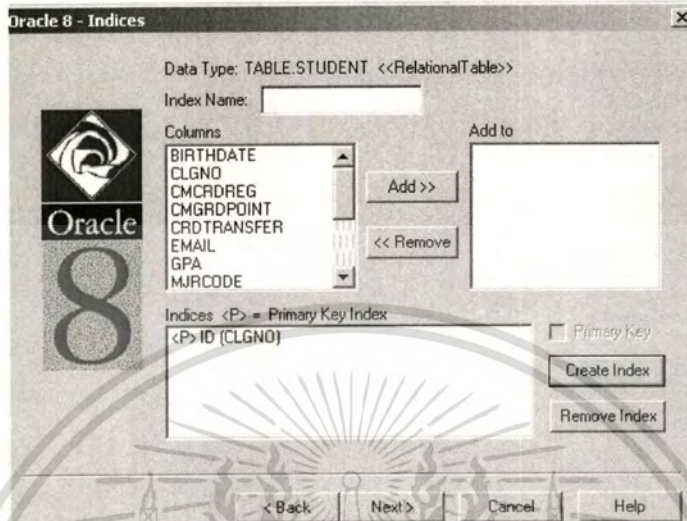 Oracle 8 - Indices
Data Type: TABLE.STUDENT <<RelationalTable>>
Index Name:
Columns
Add to
BIRTHDATE
CLGNO
CMCRDREG
CMGRDPOINT
CRDTRANSFER
EMAIL
GPA
MJRCODE
Add >>
<< Remove
Oracle
8
Indices <P> = Primary Key Index
<P> ID (CLGNO)
Primary Key
Create Index
Remove Index
< Back
Next >
Cancel
Help